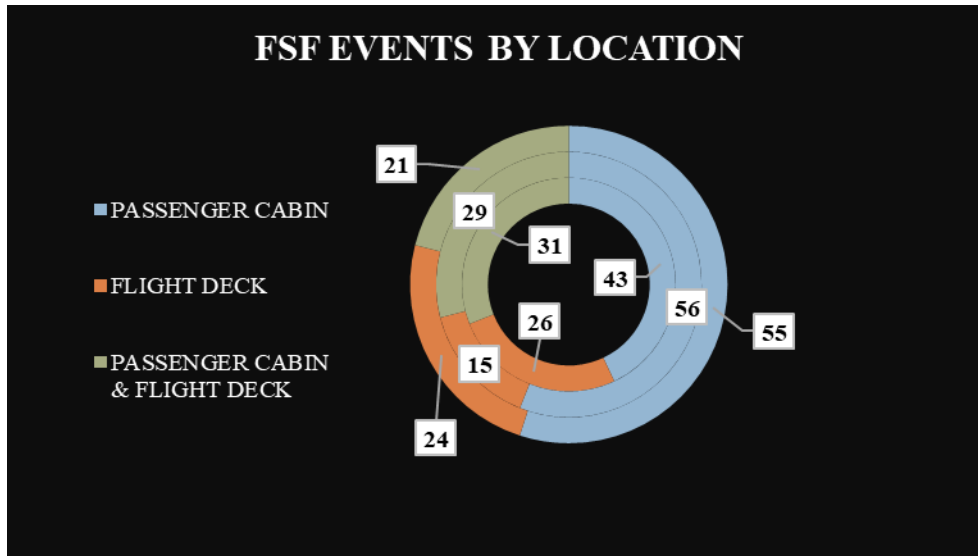 FSF EVENTS BY LOCATION
PASSENGER CABIN
FLIGHT DECK
PASSENGER CABIN
& FLIGHT DECK
21
29
31
43
56
55
26
15
24